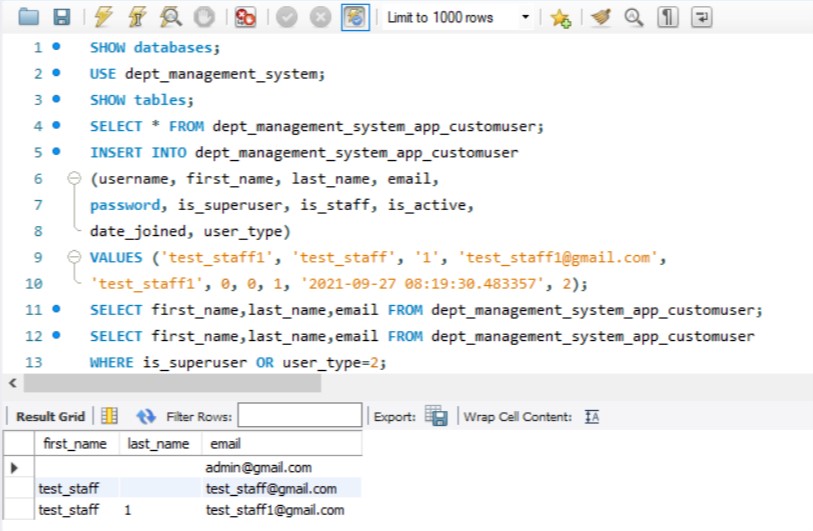 Limit to 1000 rows
1 SHOW databases;
2 USE dept_management_system;
3 SHOW tables;
4 SELECT * FROM dept_management_system_app_customuser;
5 INSERT INTO dept_management_system_app_customuser
6 (username, first_name, last_name, email,
7 password, is_superuser, is_staff, is_active,
8 date_joined, user_type)
9 VALUES ('test_staff1', 'test_staff', '1', 'test_staff1@gmail.com',
10 'test_staff1', 0, 0, 1, '2021-09-27 08:19:30.483357', 2);
11 SELECT first_name,last_name,email FROM dept_management_system_app_customuser;
12 SELECT first_name,last_name,email FROM dept_management_system_app_customuser
13 WHERE is_superuser OR user_type=2;
Result Grid Filter Rows: Export: Wrap Cell Content: IA
first_name last_name email
admin@gmail.com
test_staff test_staff@gmail.com
test_staff 1 test_staff1@gmail.com